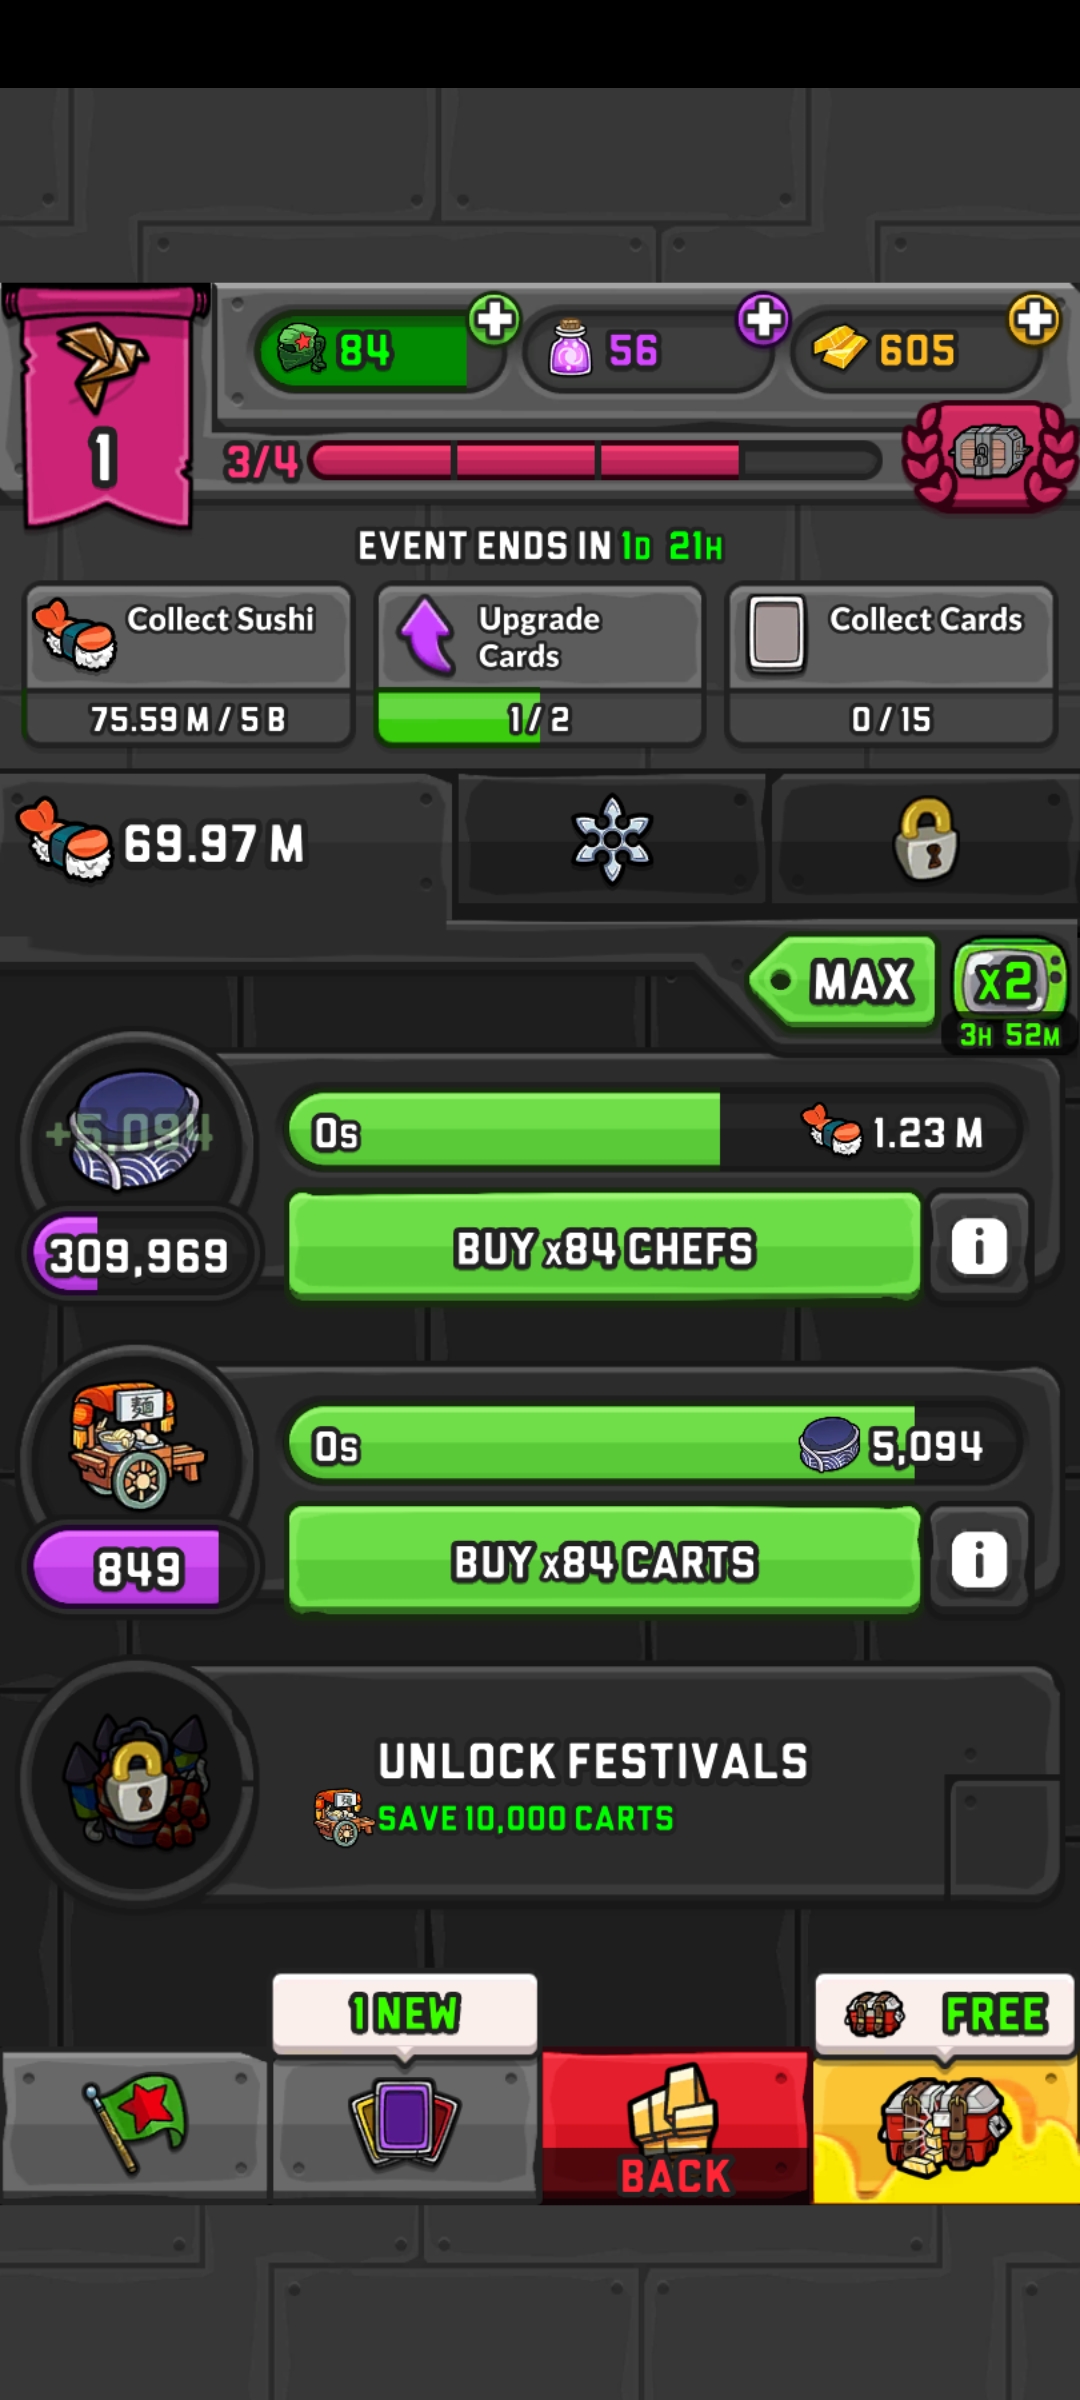 84
56
605
1
3/4
EVENT ENDS IN 1D 21H
Collect Sushi
Upgrade
Cards
Collect Cards
75.59 M / 5 B
1 / 2
0 / 15
69.97 M
MAX
x2
3H 52M
+5,094
0s
1.23 M
309,969
BUY x84 CHEFS
i
麺
0s
5,094
849
BUY x84 CARTS
i
UNLOCK FESTIVALS
SAVE 10,000 CARTS
1 NEW
FREE
BACK